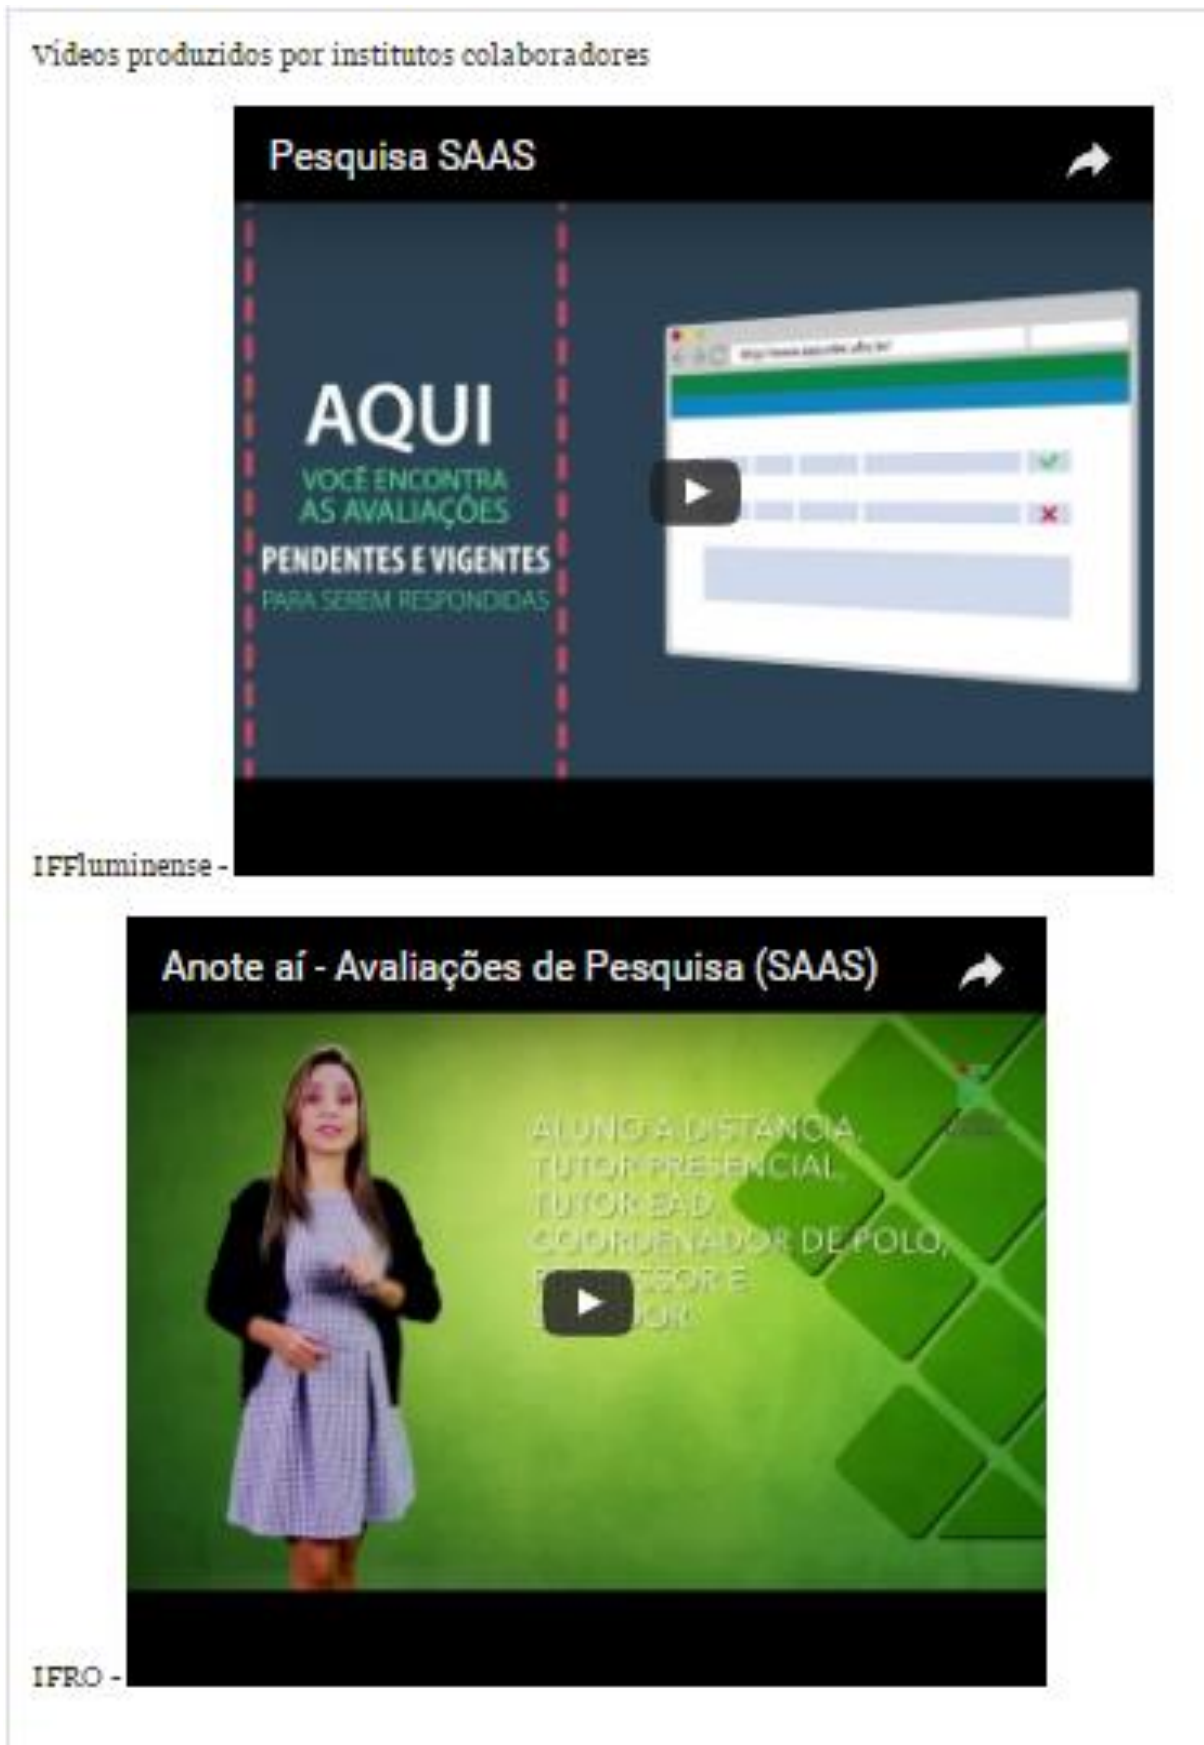 Vídeos produzidos por institutos colaboradores
Pesquisa SAAS
AQUI
VOCÊ ENCONTRA
AS AVALIAÇÕES
PENDENTES E VIGENTES
PARA SEREM RESPONDIDAS
IFFluminense -
Anote aí - Avaliações de Pesquisa (SAAS)
ALUNO A DISTÂNCIA,
TUTOR PRESENCIAL,
TUTOR EAD,
COORDENADOR DE POLO,
E
IFRO -